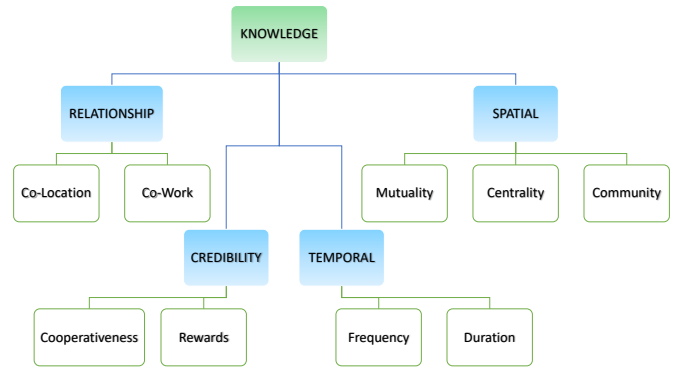 KNOWLEDGE
RELATIONSHIP
SPATIAL
Co-Location
Co-Work
Mutuality
Centrality
Community
CREDIBILITY
TEMPORAL
Cooperativeness
Rewards
Frequency
Duration